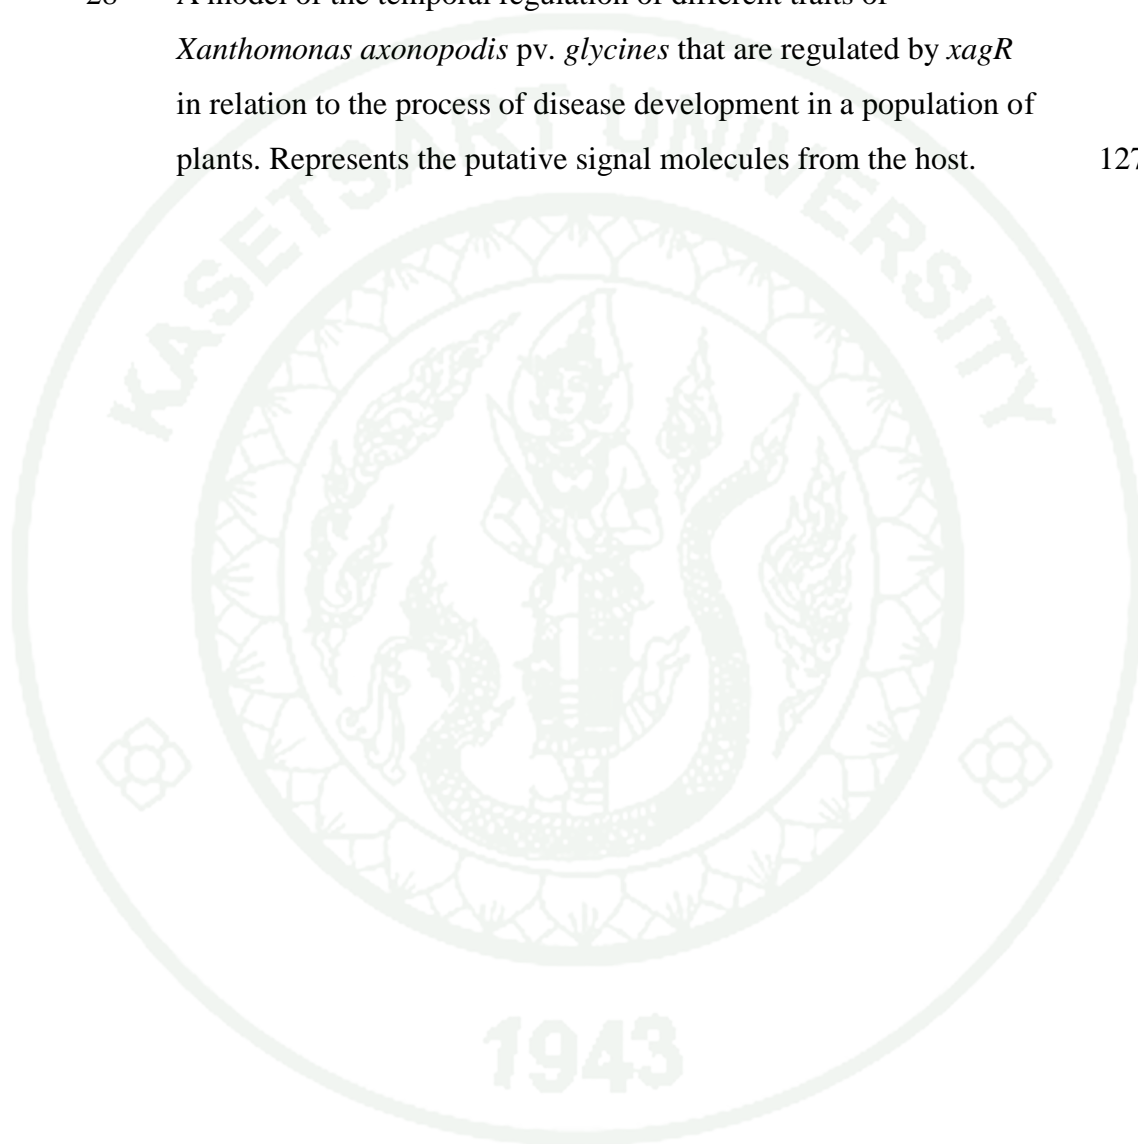 28 A model of the temporal regulation of different traits of
Xanthomonas axonopodis pv. glycines that are regulated by xagR
in relation to the process of disease development in a population of
plants. Represents the putative signal molecules from the host. 127
KASETSART UNIVERSITY
1943